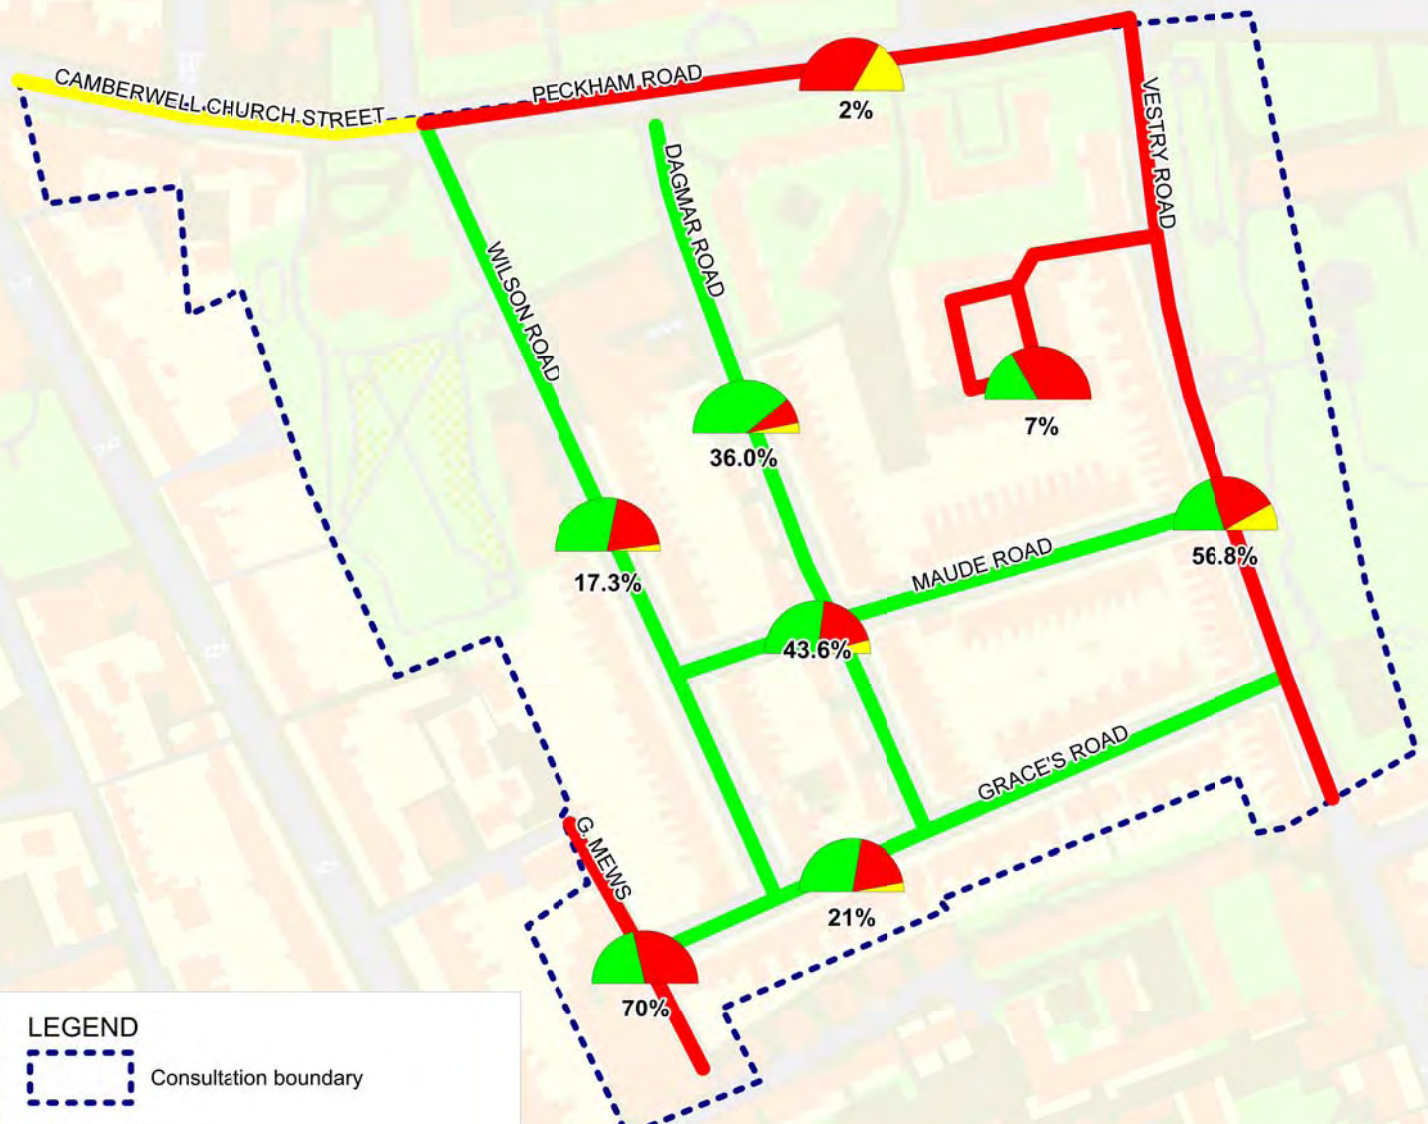 CAMBERWELL CHURCH STREET
PECKHAM ROAD
2%
VESTRY ROAD
DAGMAR ROAD
WILSON ROAD
7%
36.0%
17.3%
MAUDE ROAD
56.8%
43.6%
GRACE'S ROAD
G. MEWS
21%
70%
LEGEND
Consultation boundary